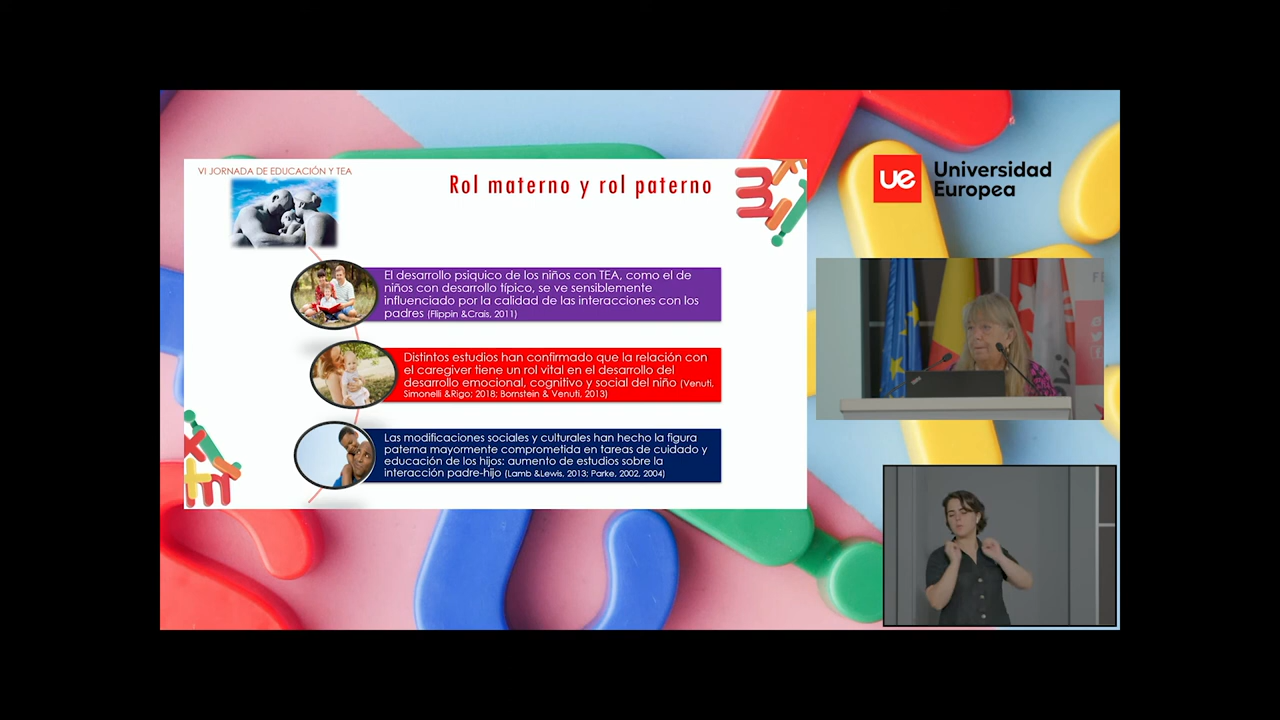 VI JORNADA DE EDUCACIÓN Y TEA
Rol materno y rol paterno
El desarrollo psiquico de los niños con TEA, como el de
niños con desarrollo típico, se ve sensiblemente
influenciado por la calidad de las interacciones con los
padres (Flippin &Crais, 2011)
Distintos estudios han confirmado que la relación con
el caregiver tiene un rol vital en el desarrollo del
desarrollo emocional, cognitivo y social del niño (Venuti,
Simonelli &Rigo; 2018; Bornstein & Venuti, 2013)
Las modificaciones sociales y culturales han hecho la figura
paterna mayormente comprometida en tareas de cuidado y
educación de los hijos: aumento de estudios sobre la
interacción padre-hijo (Lamb &Lewis, 2013; Parke, 2002, 2004)
ue Universidad
Europea